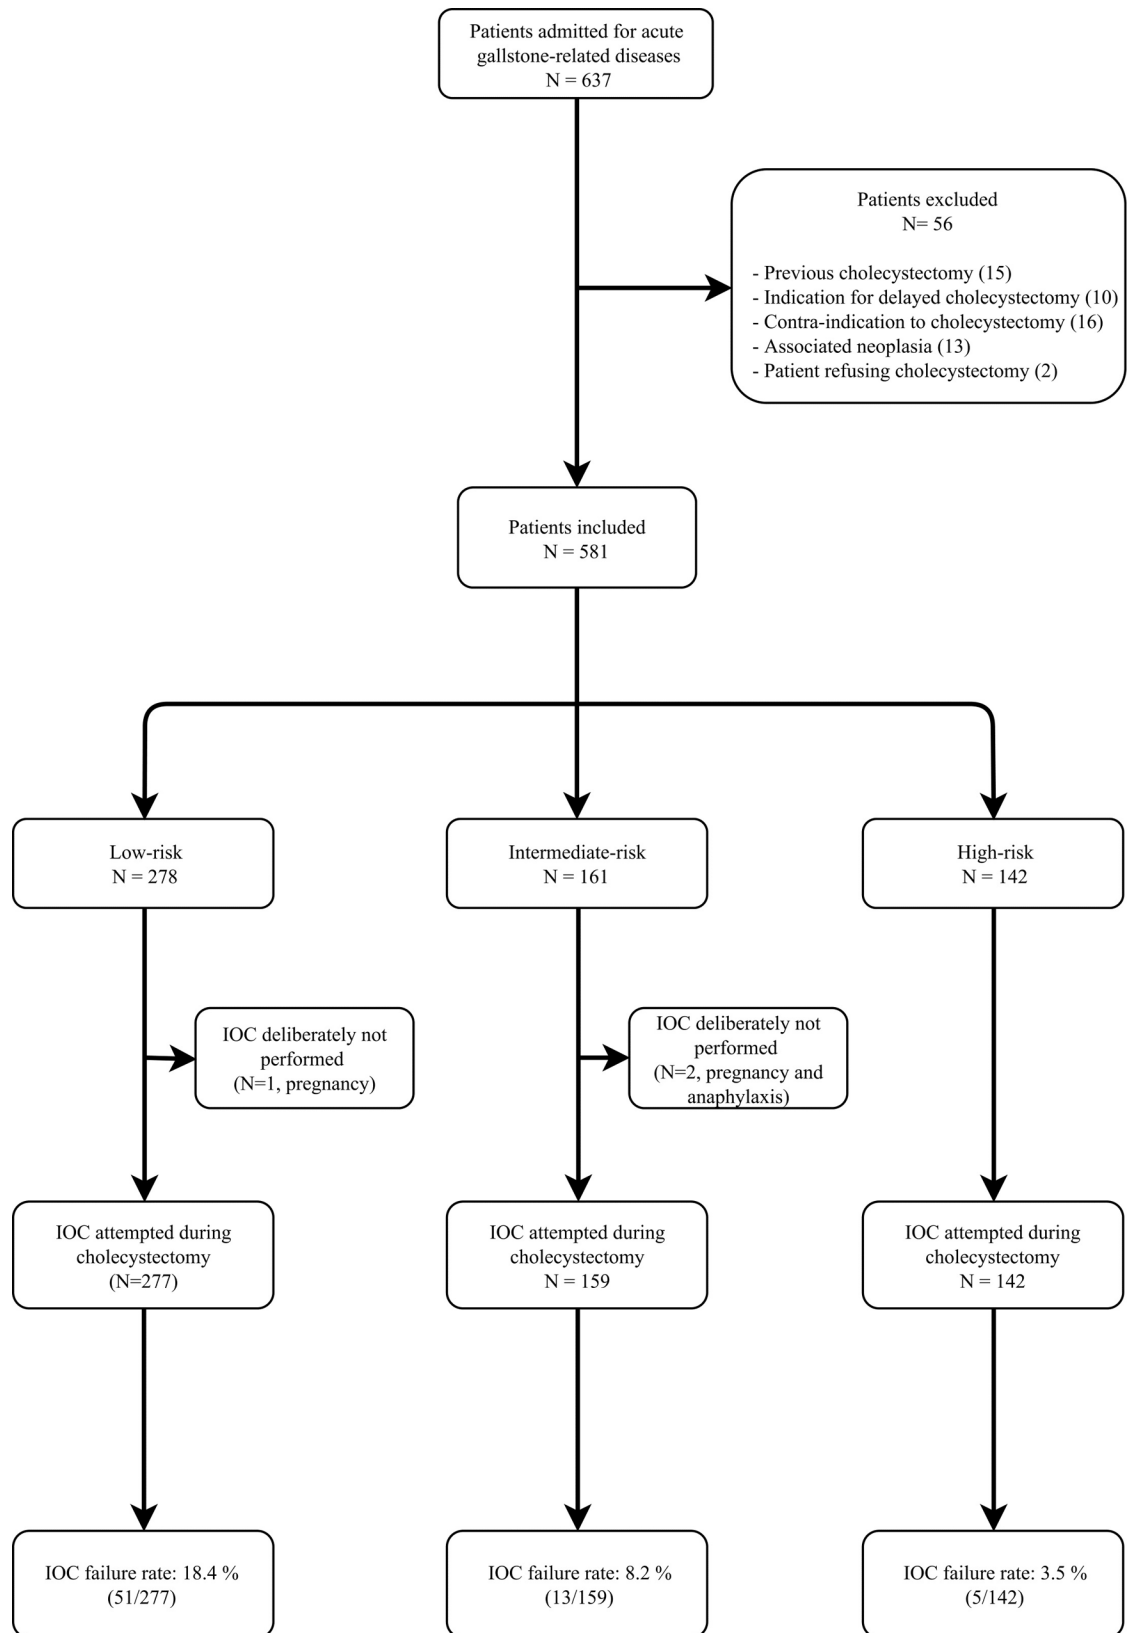 Patients admitted for acute
gallstone-related diseases
N = 637
Patients excluded
N= 56
- Previous cholecystectomy (15)
- Indication for delayed cholecystectomy (10)
- Contra-indication to cholecystectomy (16)
- Associated neoplasia (13)
- Patient refusing cholecystectomy (2)
Patients included
N = 581
Low-risk
N = 278
Intermediate-risk
N = 161
High-risk
N = 142
IOC deliberately not
performed
(N=1, pregnancy)
IOC deliberately not
performed
(N=2, pregnancy and
anaphylaxis)
IOC attempted during
cholecystectomy
(N=277)
IOC attempted during
cholecystectomy
N = 159
IOC attempted during
cholecystectomy
N = 142
IOC failure rate: 18.4 %
(51/277)
IOC failure rate: 8.2 %
(13/159)
IOC failure rate: 3.5 %
(5/142)